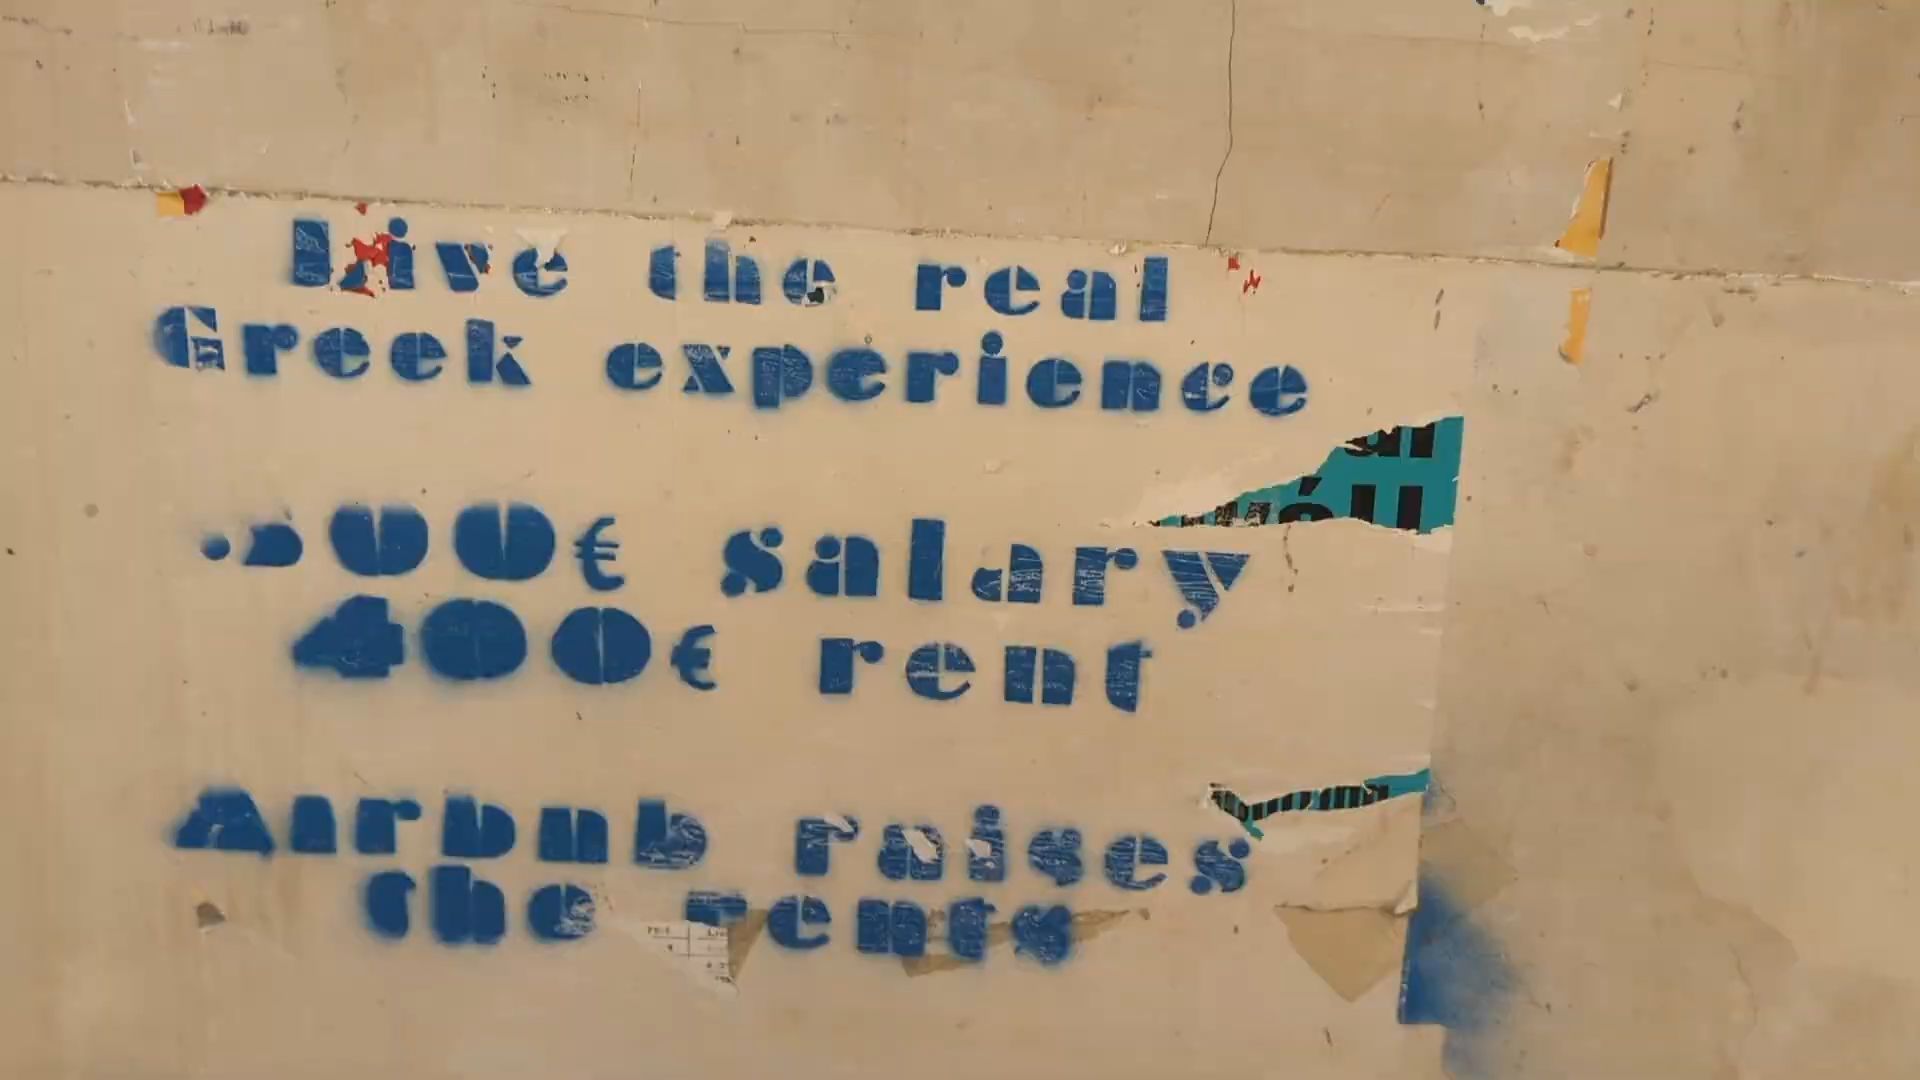 Live the real
Greek experience
500€ salary
400€ rent
Airbnb raises
the rents